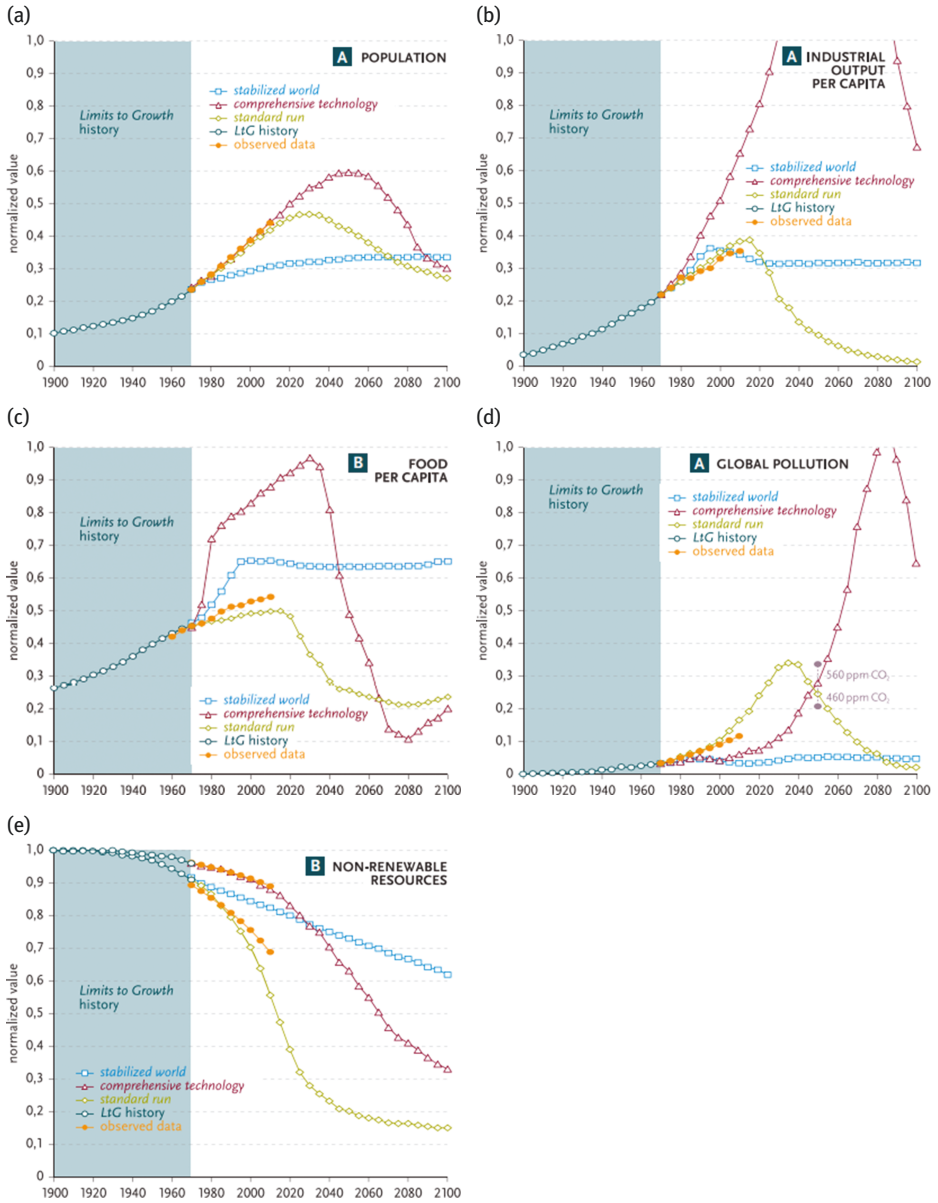 (a)
A POPULATION
1,0
0,9
0,8
0,7
0,6
0,5
0,4
0,3
0,2
0,1
0
normalized value
Limits to Growth
history
stabilized world
comprehensive technology
standard run
LtG history
observed data
1900 1920 1940 1960 1980 2000 2020 2040 2060 2080 2100
(b)
A INDUSTRIAL
OUTPUT
PER CAPITA
1,0
0,9
0,8
0,7
0,6
0,5
0,4
0,3
0,2
0,1
0
normalized value
Limits to Growth
history
stabilized world
comprehensive technology
standard run
LtG history
observed data
1900 1920 1940 1960 1980 2000 2020 2040 2060 2080 2100
(c)
B FOOD
PER CAPITA
1,0
0,9
0,8
0,7
0,6
0,5
0,4
0,3
0,2
0,1
0
normalized value
Limits to Growth
history
stabilized world
comprehensive technology
standard run
LtG history
observed data
1900 1920 1940 1960 1980 2000 2020 2040 2060 2080 2100
(d)
A GLOBAL POLLUTION
1,0
0,9
0,8
0,7
0,6
0,5
0,4
0,3
0,2
0,1
0
normalized value
Limits to Growth
history
stabilized world
comprehensive technology
standard run
LtG history
observed data
560 ppm CO₂
460 ppm CO₂
1900 1920 1940 1960 1980 2000 2020 2040 2060 2080 2100
(e)
B NON-RENEWABLE
RESOURCES
1,0
0,9
0,8
0,7
0,6
0,5
0,4
0,3
0,2
0,1
0
normalized value
Limits to Growth
history
stabilized world
comprehensive technology
standard run
LtG history
observed data
1900 1920 1940 1960 1980 2000 2020 2040 2060 2080 2100